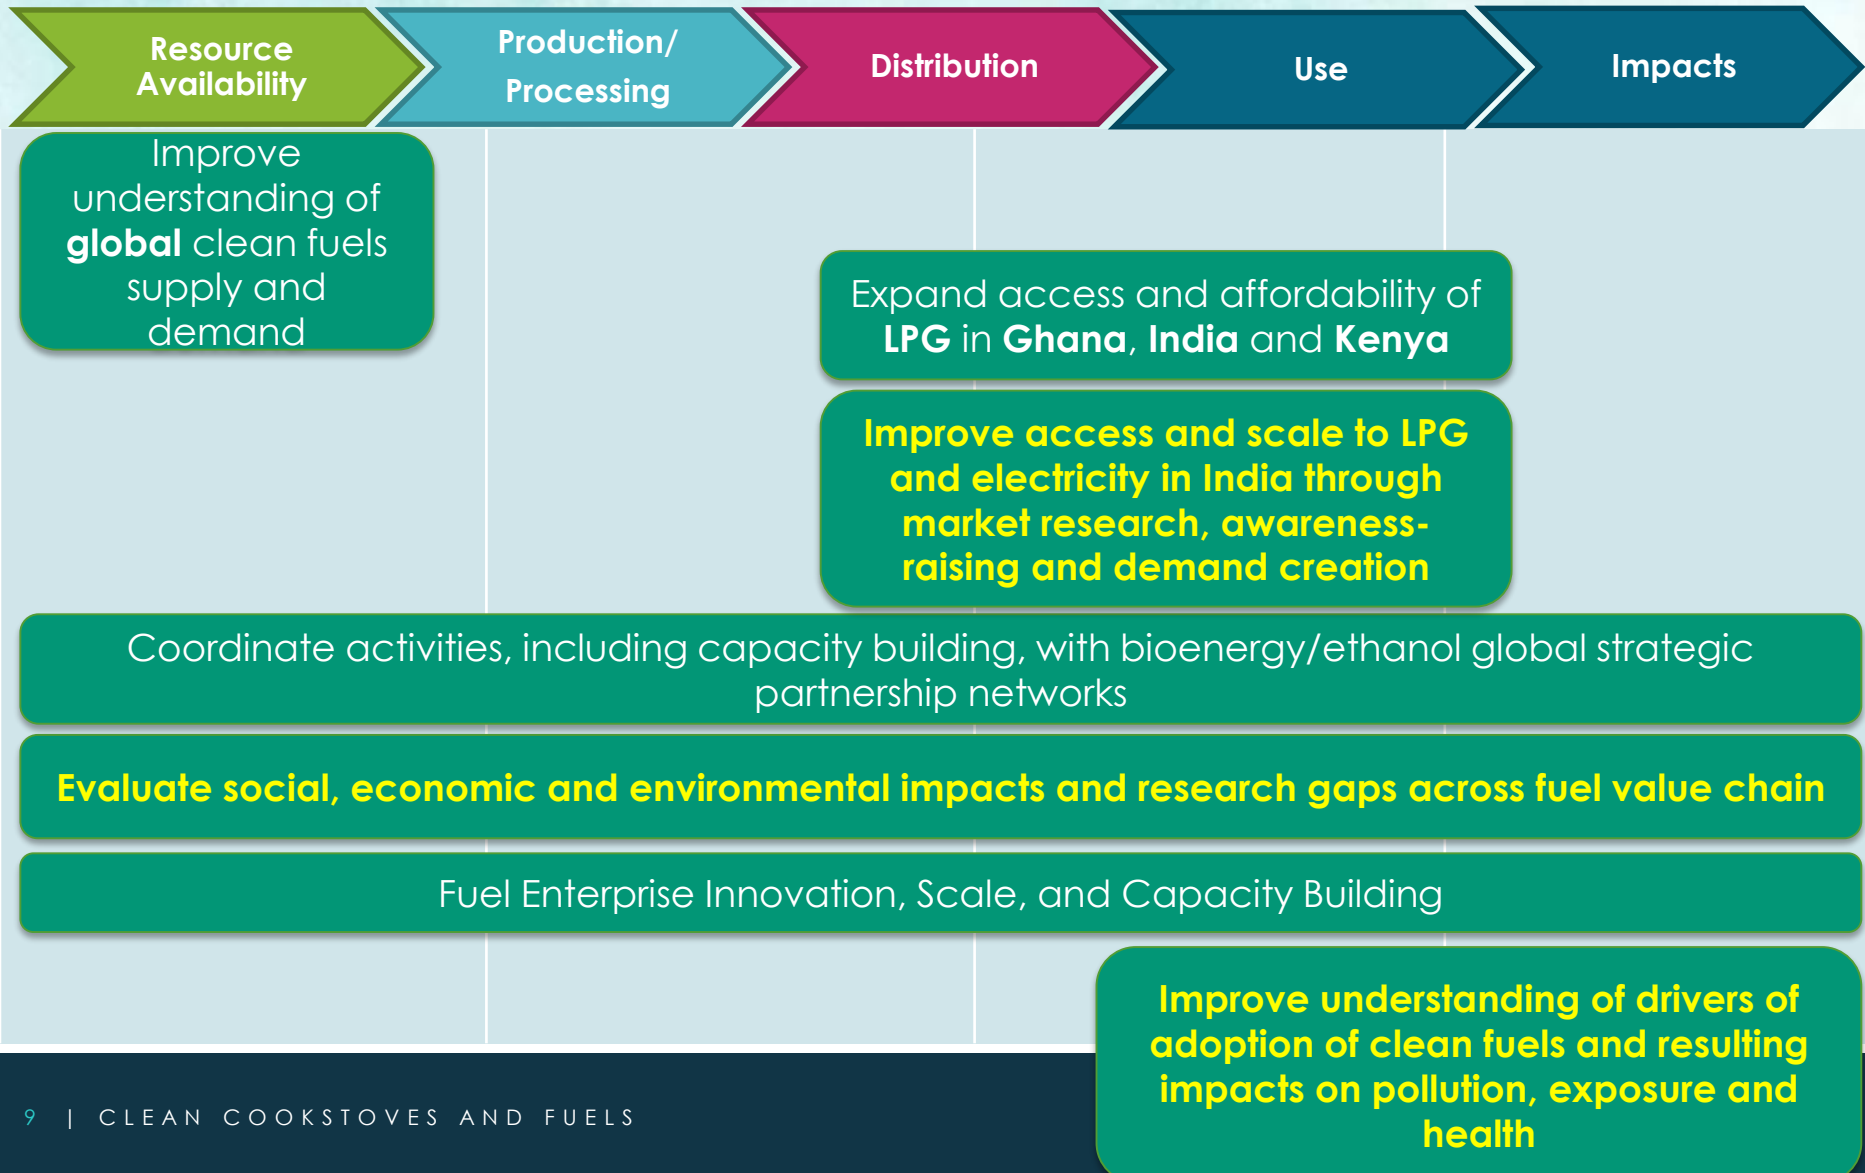 Resource
Availability
Production/
Processing
Distribution
Use
Impacts
Improve
understanding of
global clean fuels
supply and
demand
Expand access and affordability of
LPG in Ghana, India and Kenya
Improve access and scale to LPG
and electricity in India through
market research, awareness-
raising and demand creation
Coordinate activities, including capacity building, with bioenergy/ethanol global strategic
partnership networks
Evaluate social, economic and environmental impacts and research gaps across fuel value chain
Fuel Enterprise Innovation, Scale, and Capacity Building
Improve understanding of drivers of
adoption of clean fuels and resulting
impacts on pollution, exposure and
health
9 | CLEAN COOKSTOVES AND FUELS